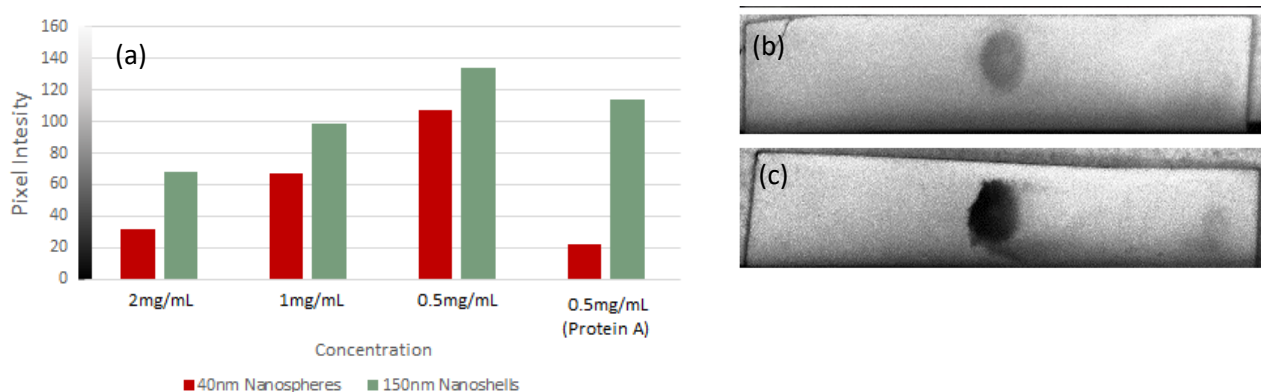 160
140
120
100
80
60
40
20
0
Pixel Intesity
(a)
2mg/mL
1mg/mL
0.5mg/mL
0.5mg/mL
(Protein A)
Concentration
40nm Nanospheres
150nm Nanoshells
(b)
(c)